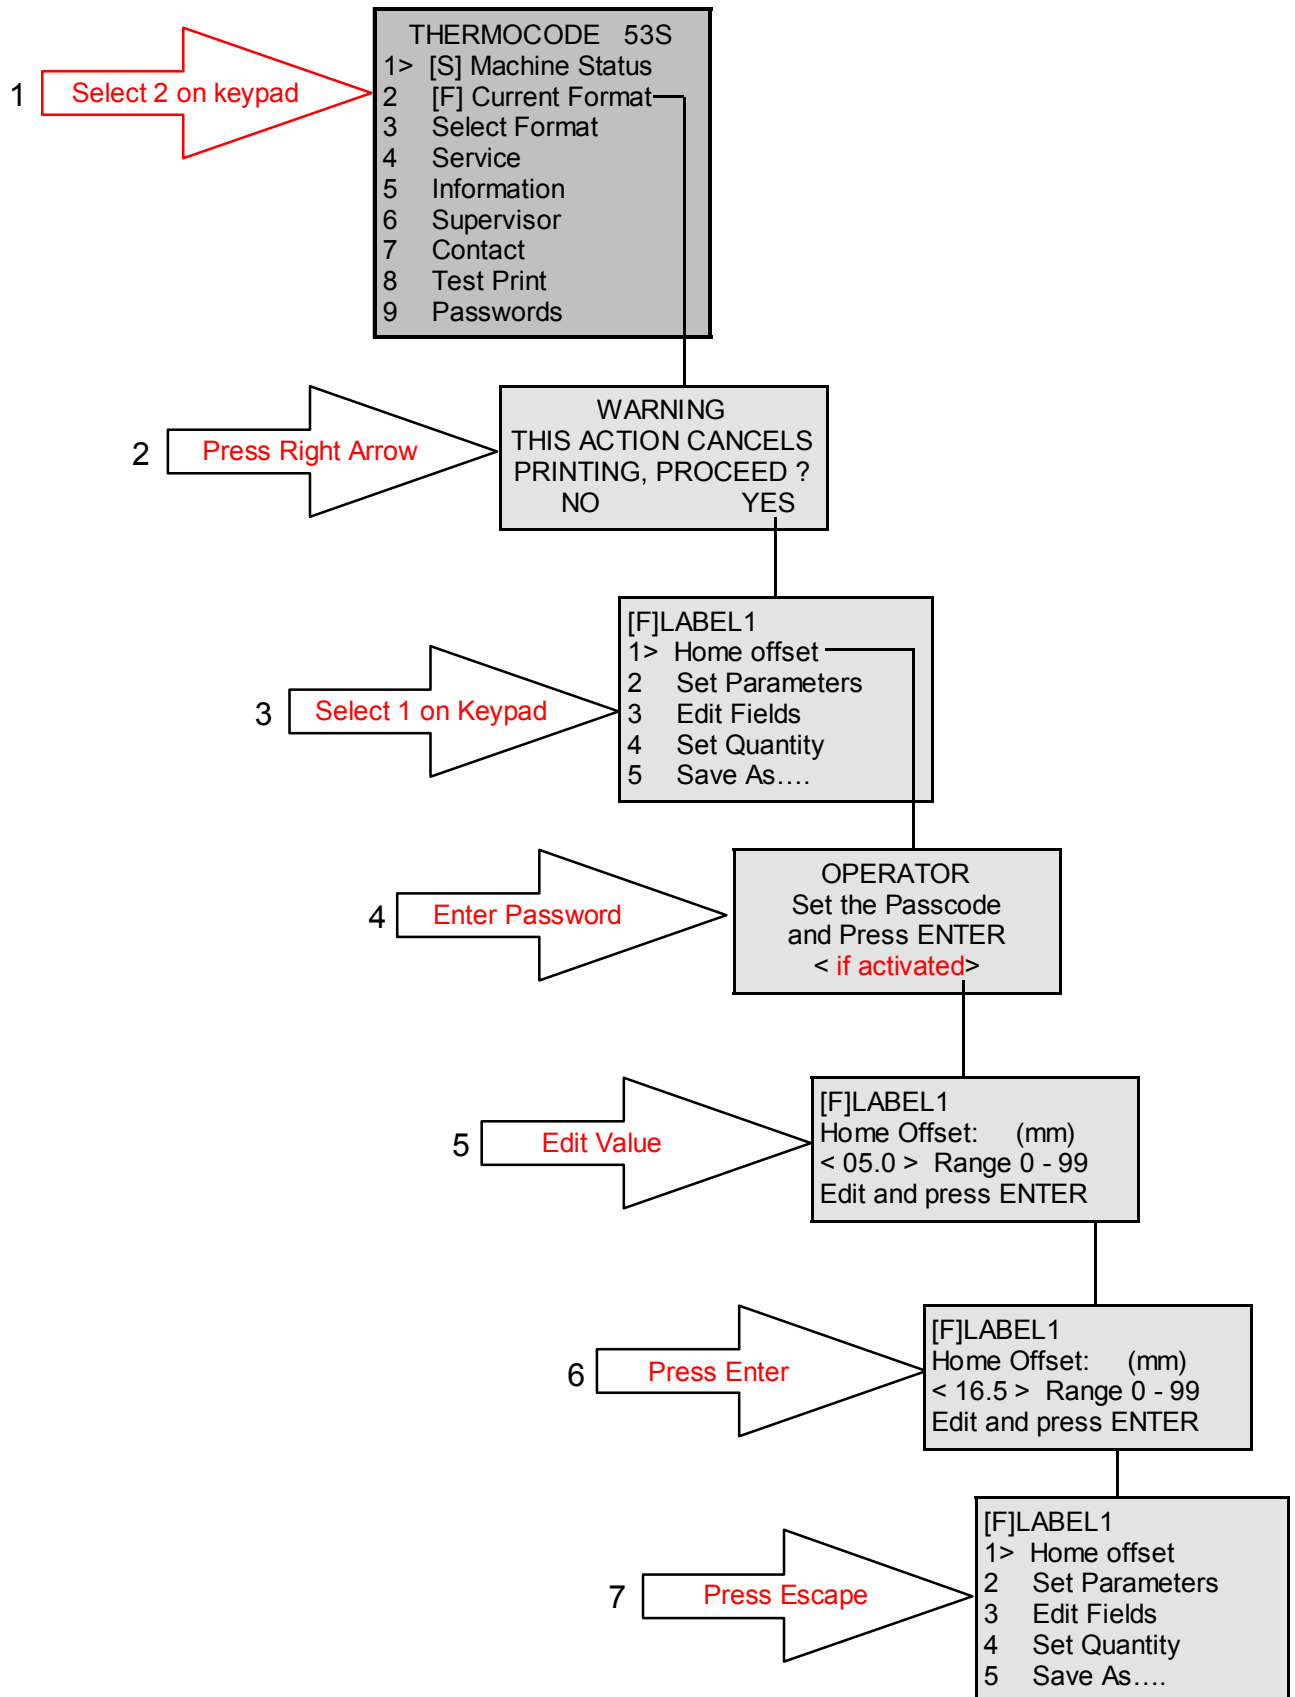 1
Select 2 on keypad
THERMOCODE 53S
1> [S] Machine Status
2 [F] Current Format
3 Select Format
4 Service
5 Information
6 Supervisor
7 Contact
8 Test Print
9 Passwords
2
Press Right Arrow
WARNING
THIS ACTION CANCELS
PRINTING, PROCEED ?
NO YES
3
Select 1 on Keypad
[F]LABEL1
1> Home offset
2 Set Parameters
3 Edit Fields
4 Set Quantity
5 Save As....
4
Enter Password
OPERATOR
Set the Passcode
and Press ENTER
< if activated>
5
Edit Value
[F]LABEL1
Home Offset: (mm)
< 05.0 > Range 0 - 99
Edit and press ENTER
6
Press Enter
[F]LABEL1
Home Offset: (mm)
< 16.5 > Range 0 - 99
Edit and press ENTER
7
Press Escape
[F]LABEL1
1> Home offset
2 Set Parameters
3 Edit Fields
4 Set Quantity
5 Save As....